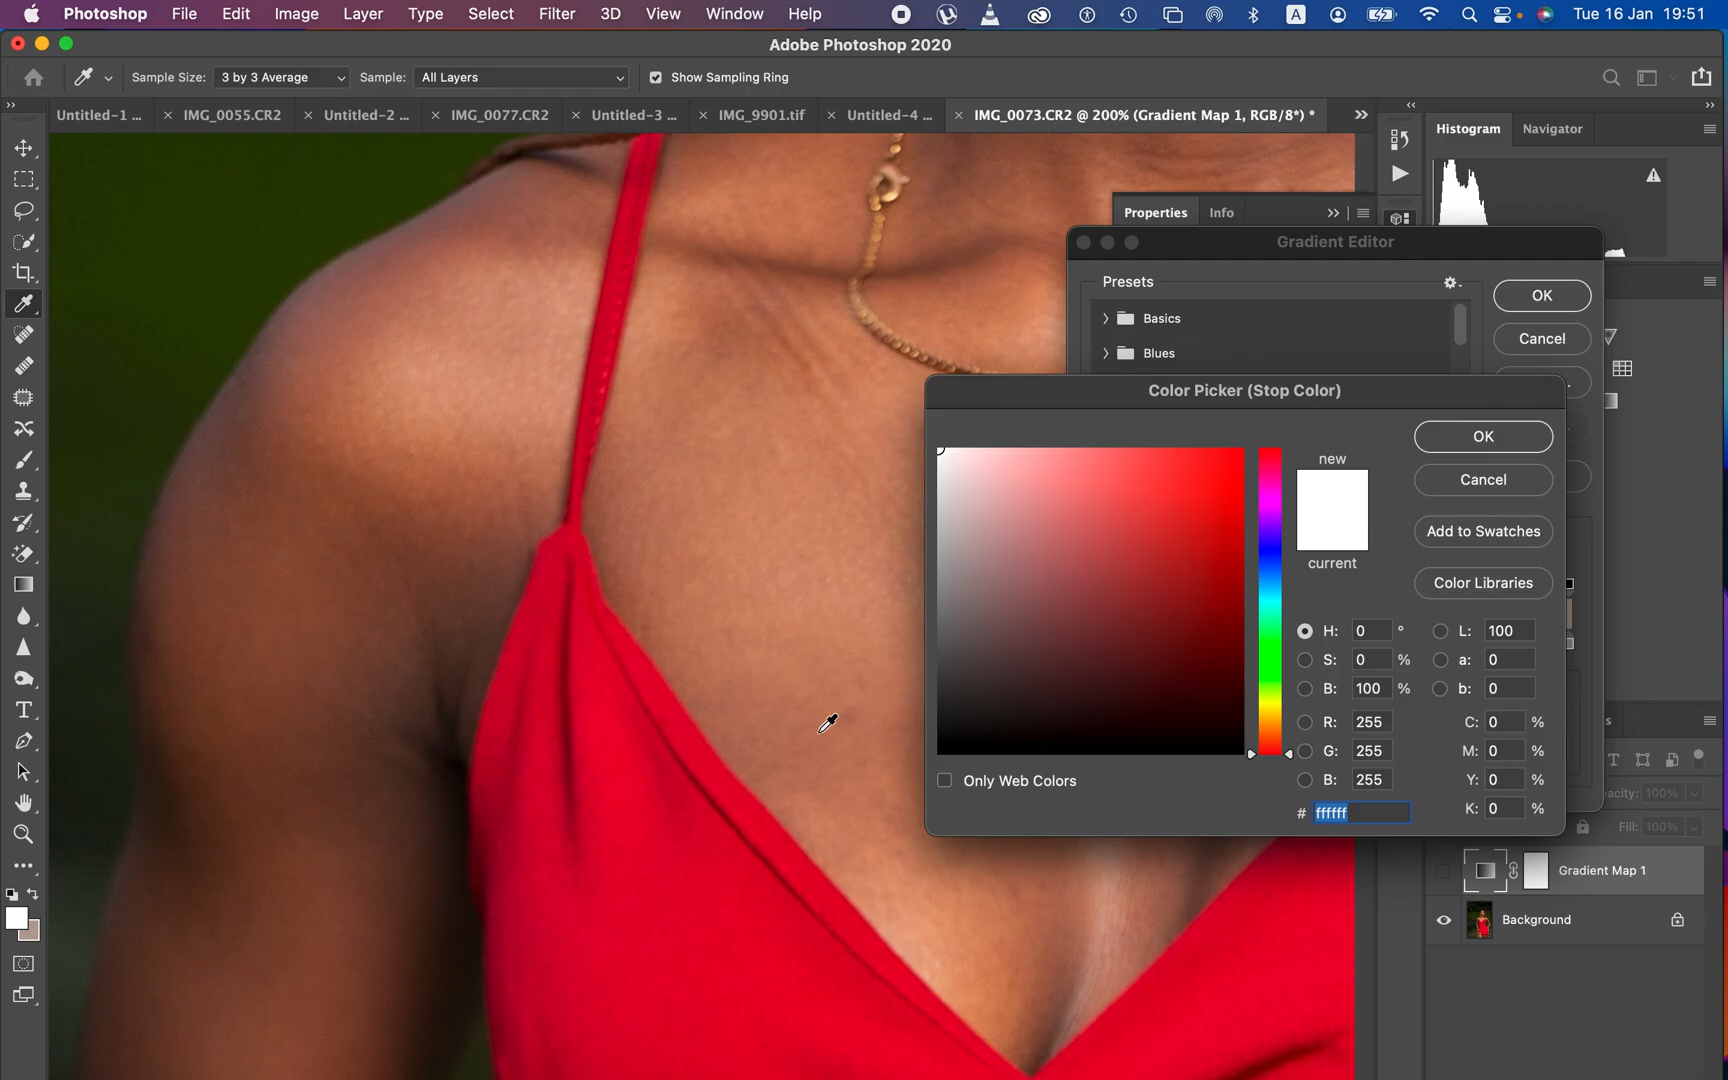 Photoshop File Edit Image Layer Type Select Filter 3D View Window Help A Tue 16 Jan 19:51
Adobe Photoshop 2020
Sample Size: 3 by 3 Average Sample: All Layers Show Sampling Ring
Untitled-1 ... × IMG_0055.CR2 × Untitled-2 ... × IMG_0077.CR2 × Untitled-3 ... × IMG_9901.tif × Untitled-4 ... × IMG_0073.CR2 @ 200% (Gradient Map 1, RGB/8*) *
Histogram Navigator
Properties Info
Gradient Editor
Presets
OK
Basics
Cancel
Blues
Color Picker (Stop Color)
OK
new
Cancel
Add to Swatches
current
Color Libraries
H: 0 ° L: 100
S: 0 % a: 0
B: 100 % b: 0
R: 255 C: 0 %
G: 255 M: 0 %
Only Web Colors B: 255 Y: 0 %
# ffffff K: 0 %
100%
Fill: 100%
Gradient Map 1
Background